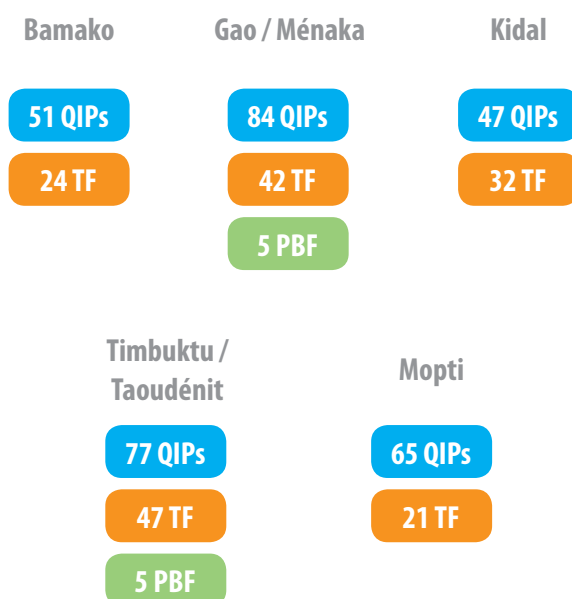 Bamako
Gao / Ménaka
Kidal
51 QIPs
84 QIPs
47 QIPs
24 TF
42 TF
32 TF
5 PBF
Timbuktu /
Taoudénit
Mopti
77 QIPs
65 QIPs
47 TF
21 TF
5 PBF